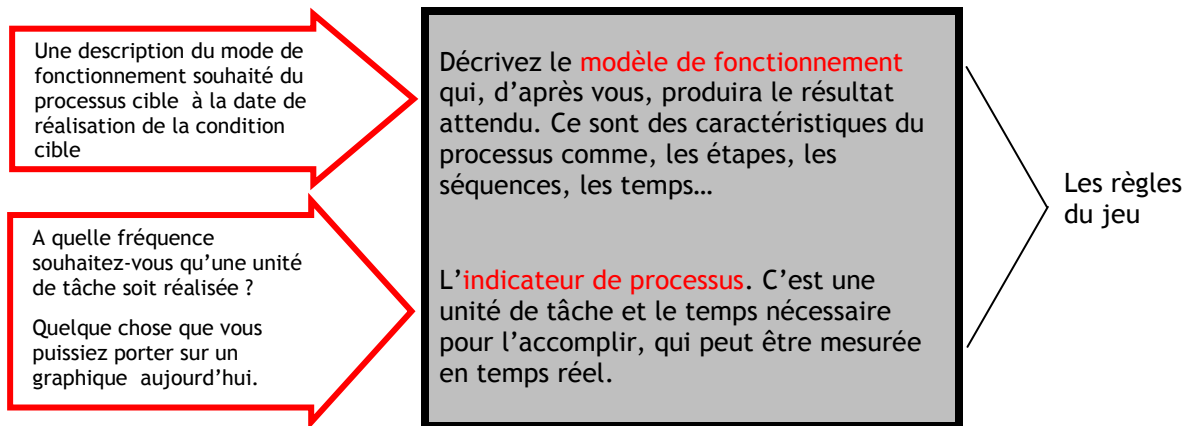 Une description du mode de
fonctionnement souhaité du
processus cible à la date de
réalisation de la condition
cible
A quelle fréquence
souhaitez-vous qu’une unité
de tâche soit réalisée ?
Quelque chose que vous
puissiez porter sur un
graphique aujourd’hui.
Décrivez le modèle de fonctionnement
qui, d’après vous, produira le résultat
attendu. Ce sont des caractéristiques du
processus comme, les étapes, les
séquences, les temps…
L’indicateur de processus. C’est une
unité de tâche et le temps nécessaire
pour l’accomplir, qui peut être mesurée
en temps réel.
Les règles
du jeu